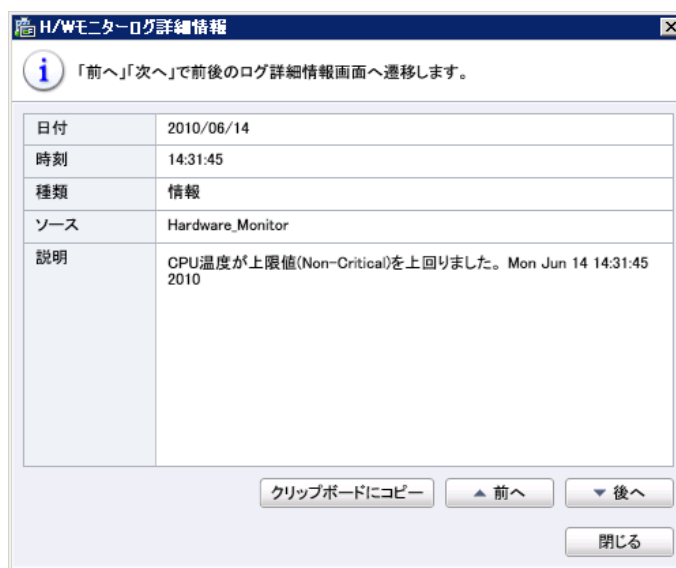 H/Wモニターログ詳細情報
「前へ」「次へ」で前後のログ詳細情報画面へ遷移します。
日付 2010/06/14
時刻 14:31:45
種類 情報
ソース Hardware_Monitor
説明 CPU温度が上限値(Non-Critical)を上回りました。 Mon Jun 14 14:31:45
2010
クリップボードにコピー ▲ 前へ ▼ 後へ
閉じる